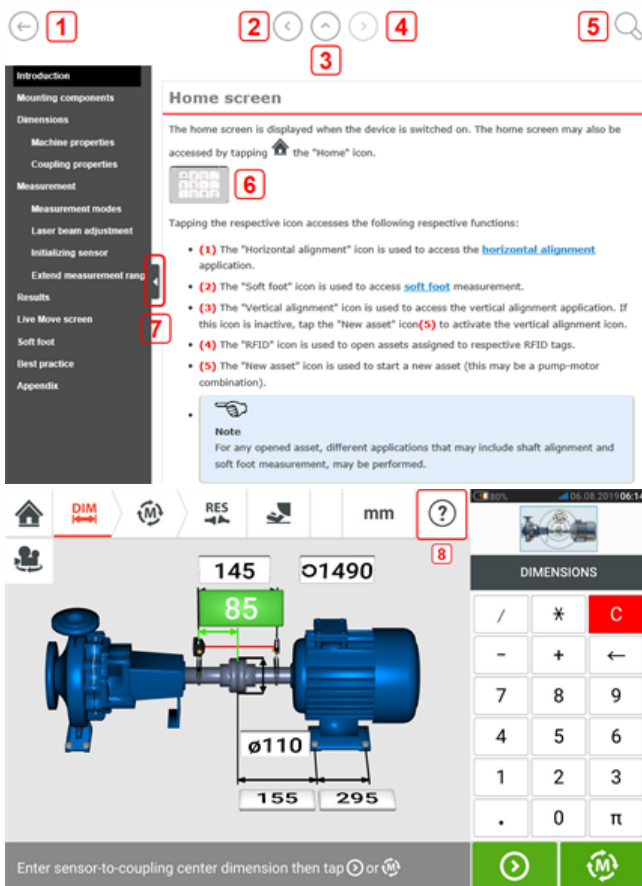 1
2
3
4
5
Introduction
Mounting components
Dimensions
Machine properties
Coupling properties
Measurement
Measurement modes
Laser beam adjustment
Initializing sensor
Extend measurement rang
Results
Live Move screen
Soft foot
Best practice
Appendix
7
Home screen
The home screen is displayed when the device is switched on. The home screen may also be
accessed by tapping the "Home" icon.
6
Tapping the respective icon accesses the following respective functions:
• (1) The "Horizontal alignment" icon is used to access the horizontal alignment
application.
• (2) The "Soft foot" icon is used to access soft foot measurement.
• (3) The "Vertical alignment" icon is used to access the vertical alignment application. If
this icon is inactive, tap the "New asset" icon(5) to activate the vertical alignment icon.
• (4) The "RFID" icon is used to open assets assigned to respective RFID tags.
• (5) The "New asset" icon is used to start a new asset (this may be a pump-motor
combination).
•
Note
For any opened asset, different applications that may include shaft alignment and
soft foot measurement, may be performed.
DIM
M
RES
mm
?
8
80% 06.08.2019 06:14
145
1490
85
ø110
155
295
DIMENSIONS
/ * C
- + ←
7 8 9
4 5 6
1 2 3
. 0 π
Enter sensor-to-coupling center dimension then tap or M
M